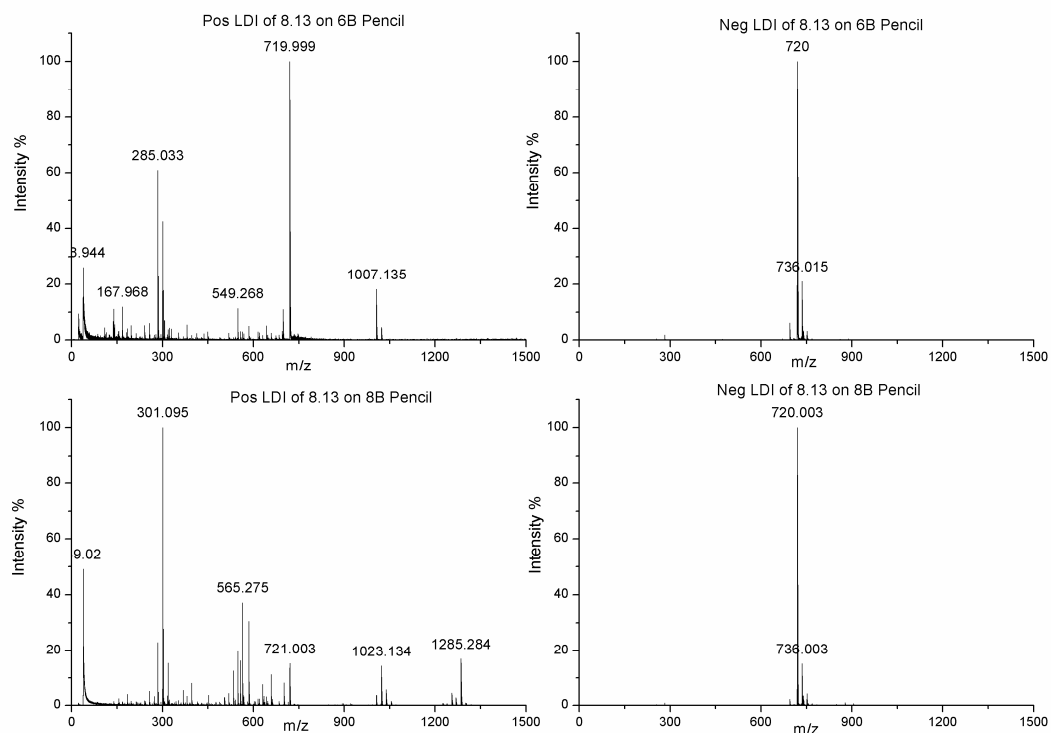 Pos LDI of 8.13 on 6B Pencil
719.999
100
80
285.033
60
Intensity %
40
3.944
20
167.968
549.268
1007.135
0
0 300 600 900 1200 1500
m/z
Neg LDI of 8.13 on 6B Pencil
720
100
80
60
Intensity %
40
736.015
20
0
0 300 600 900 1200 1500
m/z
Pos LDI of 8.13 on 8B Pencil
301.095
100
80
60
Intensity %
9.02
565.275
40
721.003
1023.134
1285.284
20
0
0 300 600 900 1200 1500
m/z
Neg LDI of 8.13 on 8B Pencil
720.003
100
80
60
Intensity %
40
736.003
20
0
0 300 600 900 1200 1500
m/z